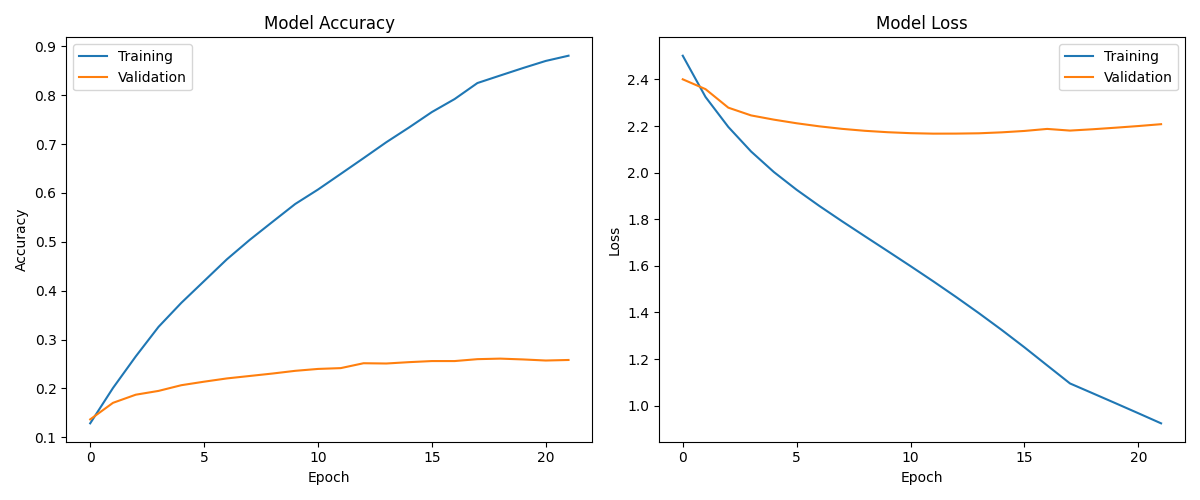 Model Accuracy
Training
Validation
0.9
0.8
0.7
0.6
0.5
0.4
0.3
0.2
0.1
Accuracy
0 5 10 15 20
Epoch
Model Loss
Training
Validation
2.4
2.2
2.0
1.8
1.6
1.4
1.2
1.0
Loss
0 5 10 15 20
Epoch